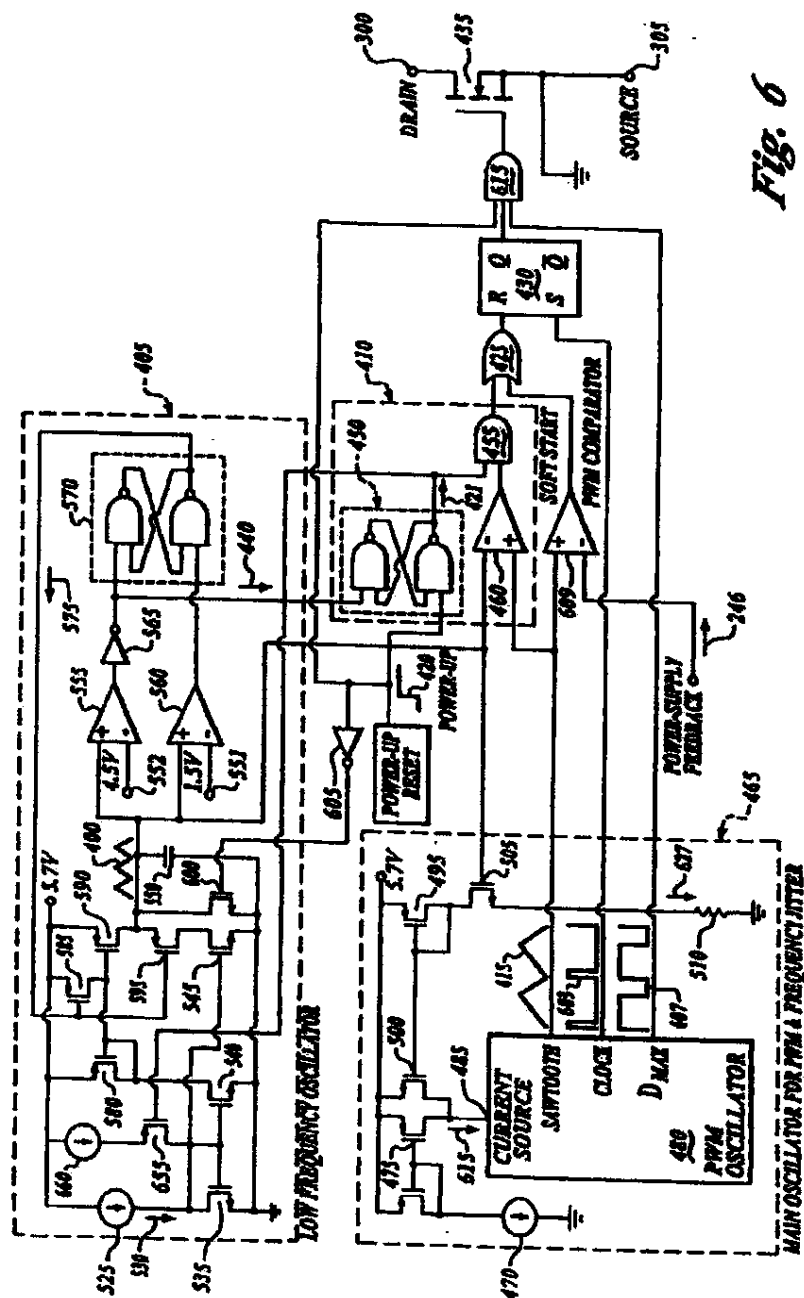 300
435
DRAIN
SOURCE
305
Fig. 6
615
R Q
430
S Q
425
405
410
450
570
575
440
421
455
SOFT START
PWM COMPARATOR
555
565
560
460
609
4.5V
552
1.5V
551
605
POWER-UP
RESET
420
POWER-UP
POWER-SUPPLY
FEEDBACK
246
465
400
5.7V
590
585
550
600
595
545
580
540
655
660
525
530
535
LOW FREQUENCY OSCILLATOR
5.7V
495
505
500
475
485
615
470
415
603
607
627
510
CURRENT
SOURCE
SAWTOOTH
CLOCK
DMAX
480
PWM
OSCILLATOR
MAIN OSCILLATOR FOR PWM & FREQUENCY JITTER